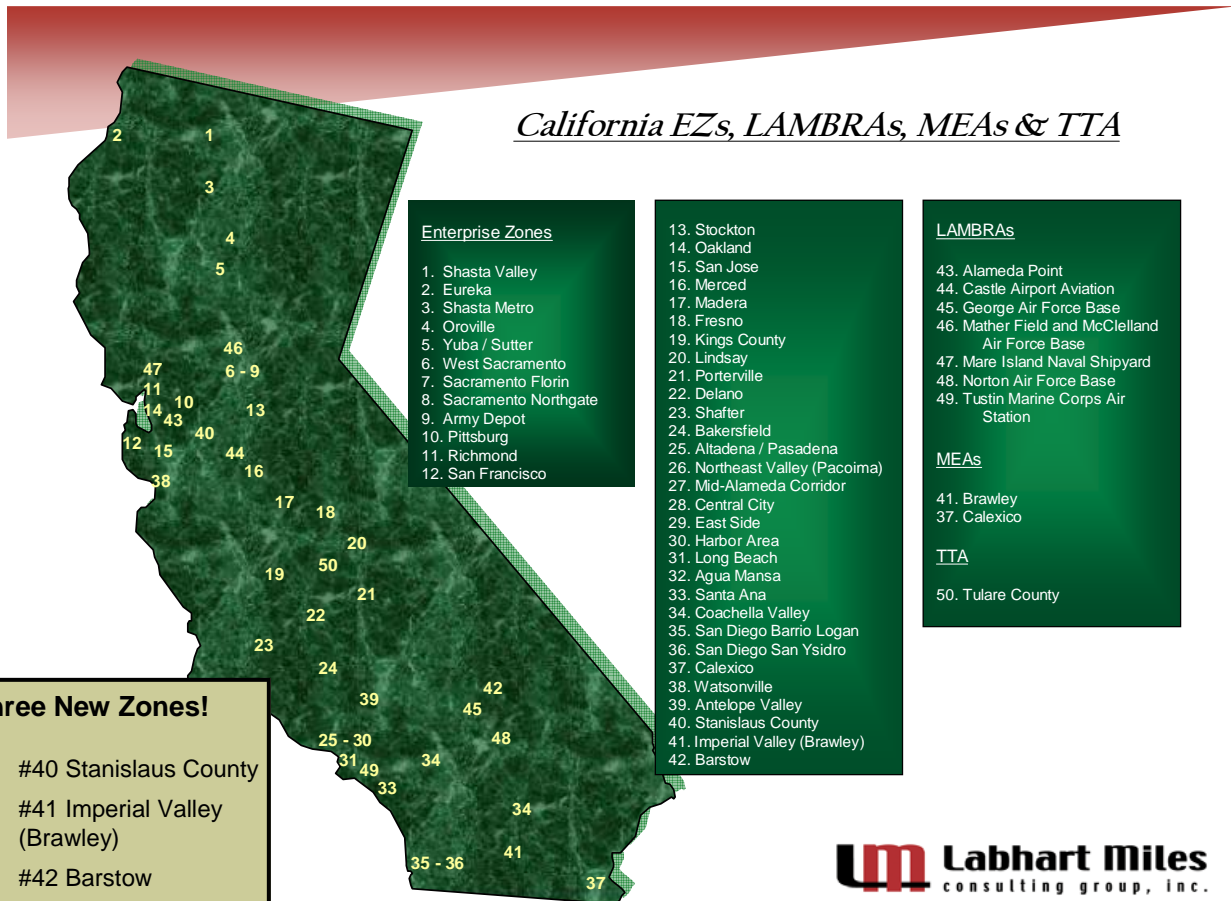 California EZs, LAMBRAs, MEAs & TTA
2
1
3
4
5
46
47
6 - 9
11
10
14
13
43
12
40
15
44
16
38
17
18
20
50
19
21
22
23
24
39
42
45
25 - 30
48
31
34
49
33
34
41
35 - 36
37
Enterprise Zones
1. Shasta Valley
2. Eureka
3. Shasta Metro
4. Oroville
5. Yuba / Sutter
6. West Sacramento
7. Sacramento Florin
8. Sacramento Northgate
9. Army Depot
10. Pittsburg
11. Richmond
12. San Francisco
13. Stockton
14. Oakland
15. San Jose
16. Merced
17. Madera
18. Fresno
19. Kings County
20. Lindsay
21. Porterville
22. Delano
23. Shafter
24. Bakersfield
25. Altadena / Pasadena
26. Northeast Valley (Pacoima)
27. Mid-Alameda Corridor
28. Central City
29. East Side
30. Harbor Area
31. Long Beach
32. Agua Mansa
33. Santa Ana
34. Coachella Valley
35. San Diego Barrio Logan
36. San Diego San Ysidro
37. Calexico
38. Watsonville
39. Antelope Valley
40. Stanislaus County
41. Imperial Valley (Brawley)
42. Barstow
LAMBRAs
43. Alameda Point
44. Castle Airport Aviation
45. George Air Force Base
46. Mather Field and McClelland
Air Force Base
47. Mare Island Naval Shipyard
48. Norton Air Force Base
49. Tustin Marine Corps Air
Station
MEAs
41. Brawley
37. Calexico
TTA
50. Tulare County
ree New Zones!
#40 Stanislaus County
#41 Imperial Valley
(Brawley)
#42 Barstow
Lm Labhart Miles
consulting group, inc.